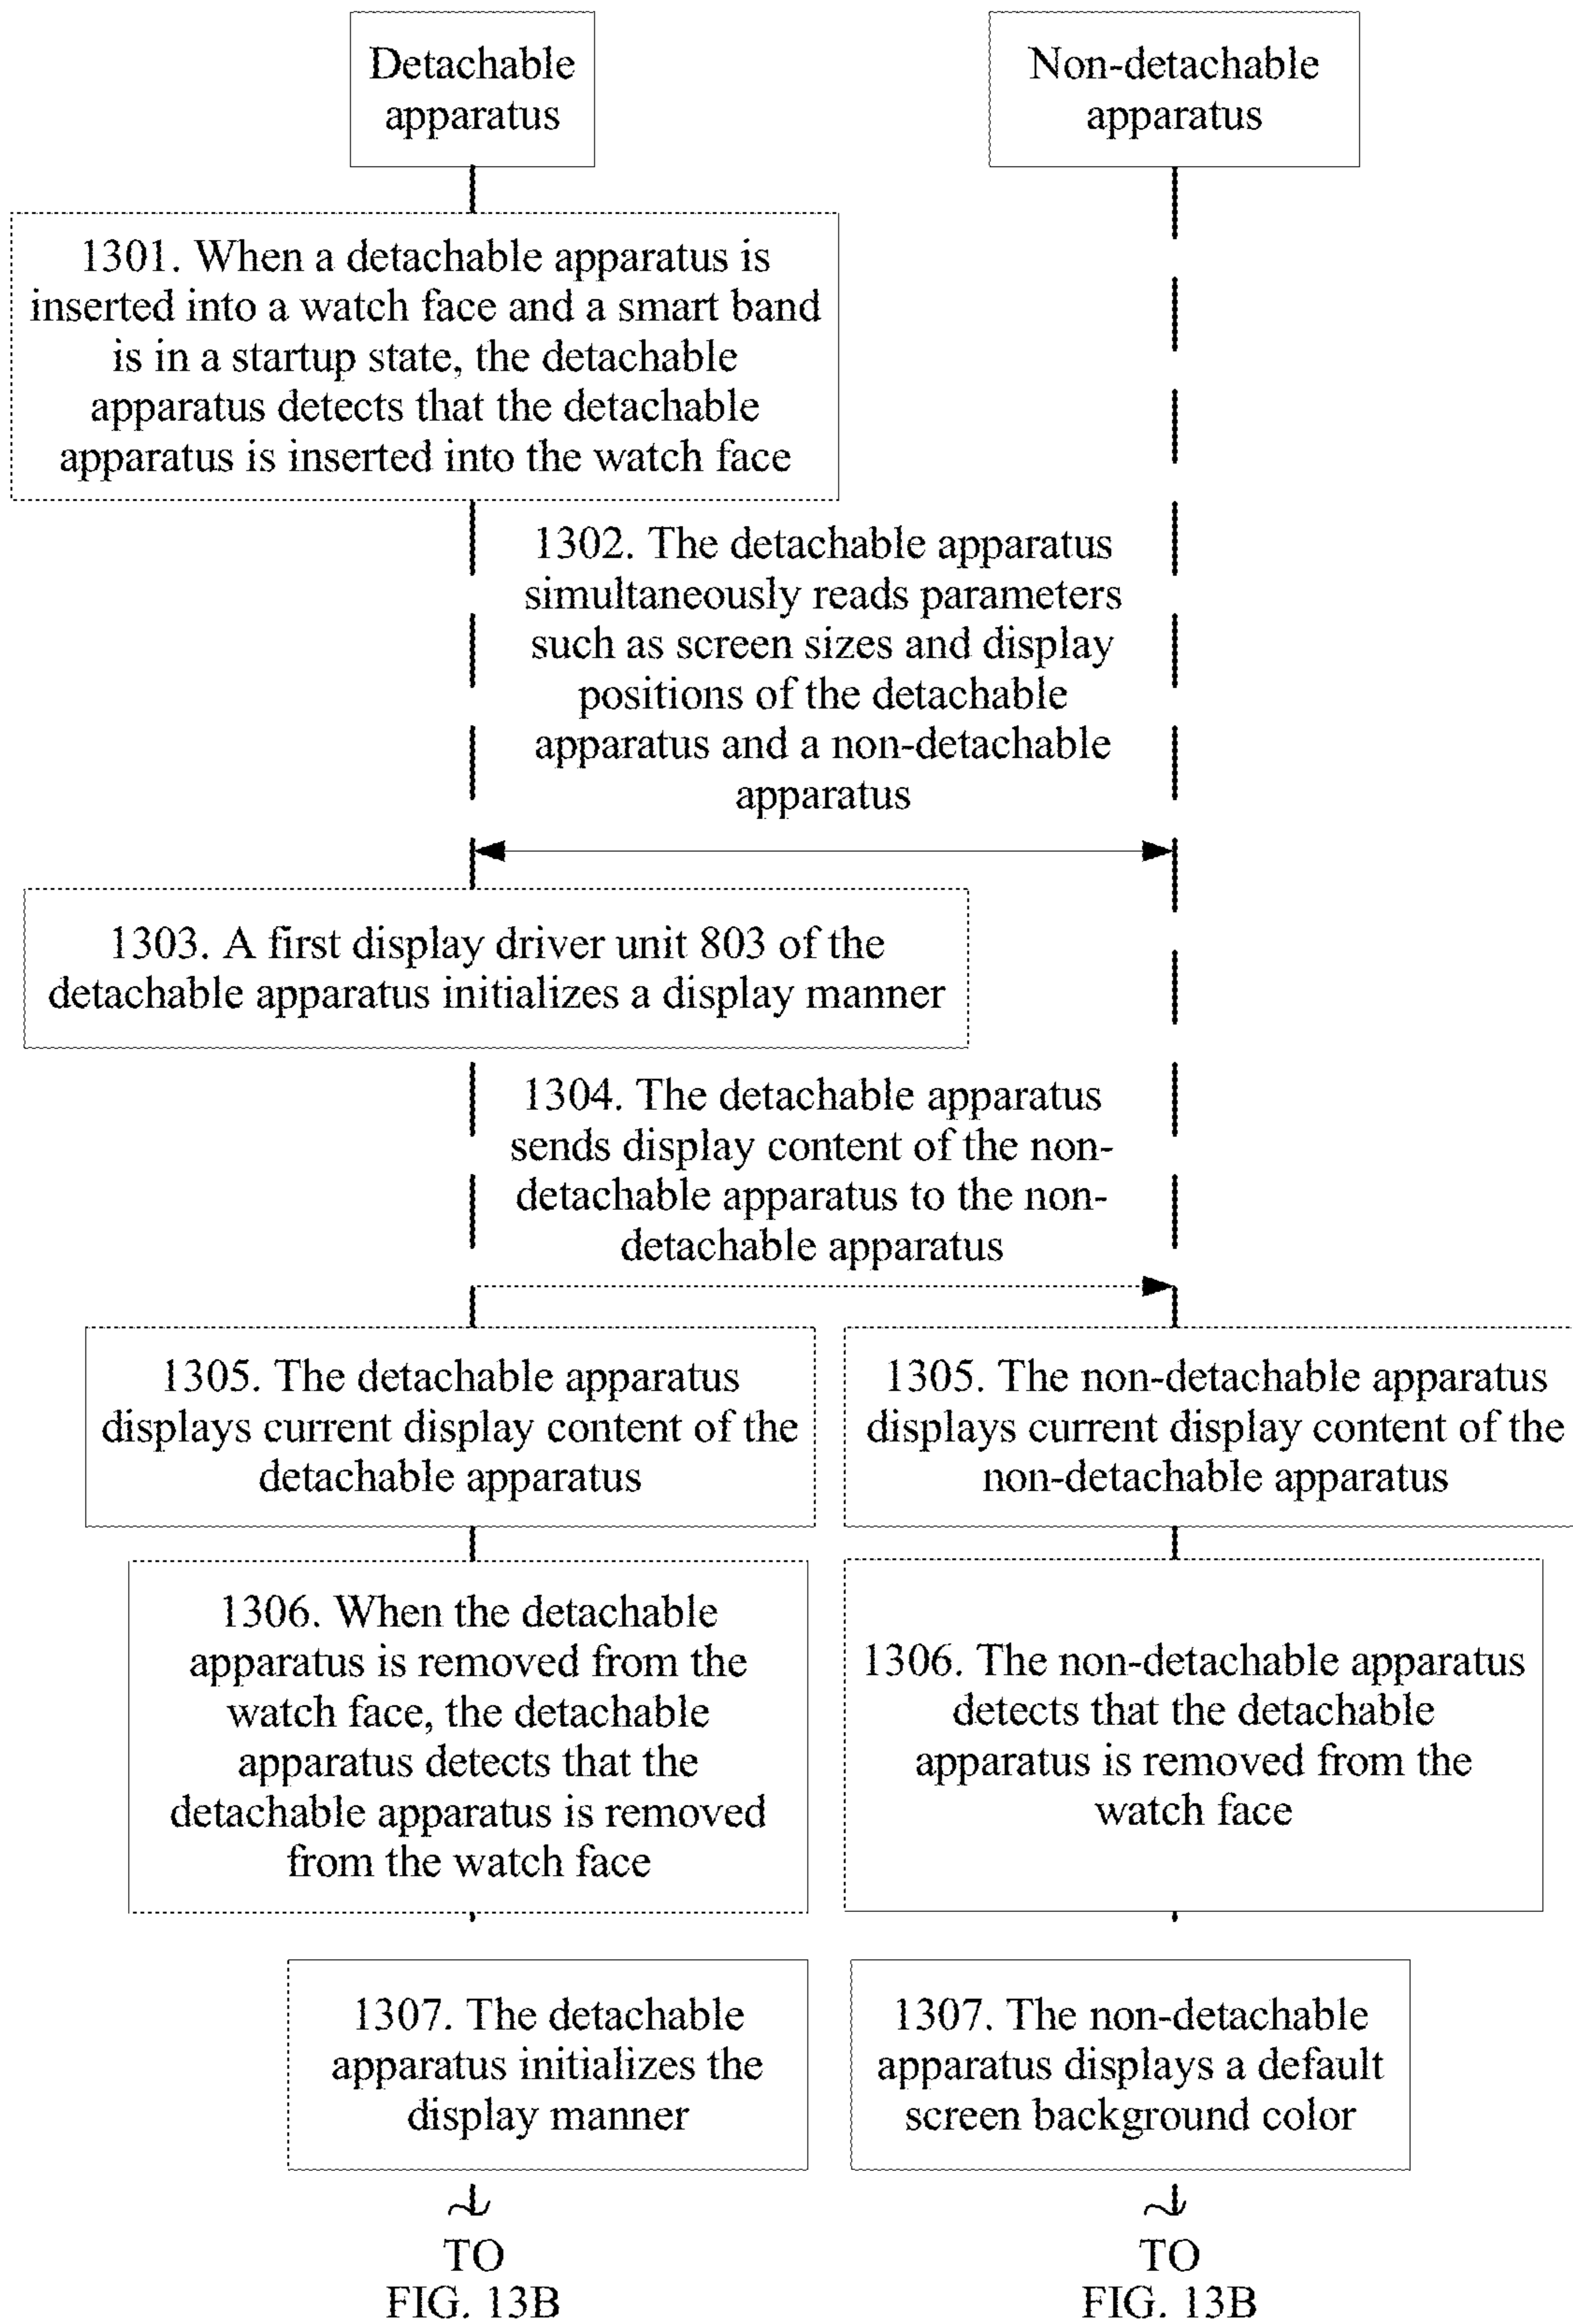 Detachable
apparatus
Non-detachable
apparatus
1301. When a detachable apparatus is
inserted into a watch face and a smart band
is in a startup state, the detachable
apparatus detects that the detachable
apparatus is inserted into the watch face
1302. The detachable apparatus
simultaneously reads parameters
such as screen sizes and display
positions of the detachable
apparatus and a non-detachable
apparatus
1303. A first display driver unit 803 of the
detachable apparatus initializes a display manner
1304. The detachable apparatus
sends display content of the non-
detachable apparatus to the non-
detachable apparatus
1305. The detachable apparatus
displays current display content of the
detachable apparatus
1305. The non-detachable apparatus
displays current display content of the
non-detachable apparatus
1306. When the detachable
apparatus is removed from the
watch face, the detachable
apparatus detects that the
detachable apparatus is removed
from the watch face
1306. The non-detachable apparatus
detects that the detachable
apparatus is removed from the
watch face
1307. The detachable
apparatus initializes the
display manner
1307. The non-detachable
apparatus displays a default
screen background color
TO
FIG. 13B
TO
FIG. 13B